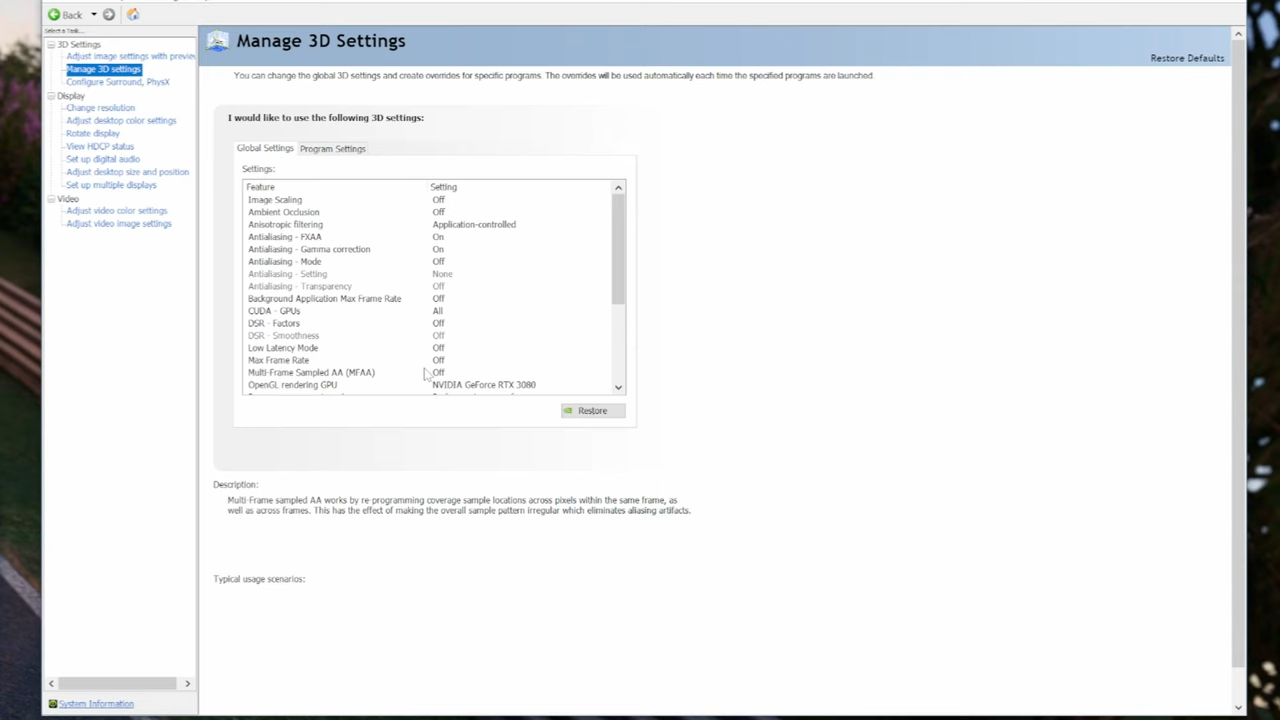 Back
Select a Task...
3D Settings
Adjust image settings with preview
Manage 3D settings
Configure Surround, PhysX
Display
Change resolution
Adjust desktop color settings
Rotate display
View HDCP status
Set up digital audio
Adjust desktop size and position
Set up multiple displays
Video
Adjust video color settings
Adjust video image settings
System Information
Manage 3D Settings
Restore Defaults
You can change the global 3D settings and create overrides for specific programs. The overrides will be used automatically each time the specified programs are launched.
I would like to use the following 3D settings:
Global Settings Program Settings
Settings:
Feature Setting
Image Scaling Off
Ambient Occlusion Off
Anisotropic filtering Application-controlled
Antialiasing - FXAA On
Antialiasing - Gamma correction On
Antialiasing - Mode Off
Antialiasing - Setting None
Antialiasing - Transparency Off
Background Application Max Frame Rate Off
CUDA - GPUs All
DSR - Factors Off
DSR - Smoothness Off
Low Latency Mode Off
Max Frame Rate Off
Multi-Frame Sampled AA (MFAA) Off
OpenGL rendering GPU NVIDIA GeForce RTX 3080
Restore
Description:
Multi-Frame sampled AA works by re-programming coverage sample locations across pixels within the same frame, as
well as across frames. This has the effect of making the overall sample pattern irregular which eliminates aliasing artifacts.
Typical usage scenarios: